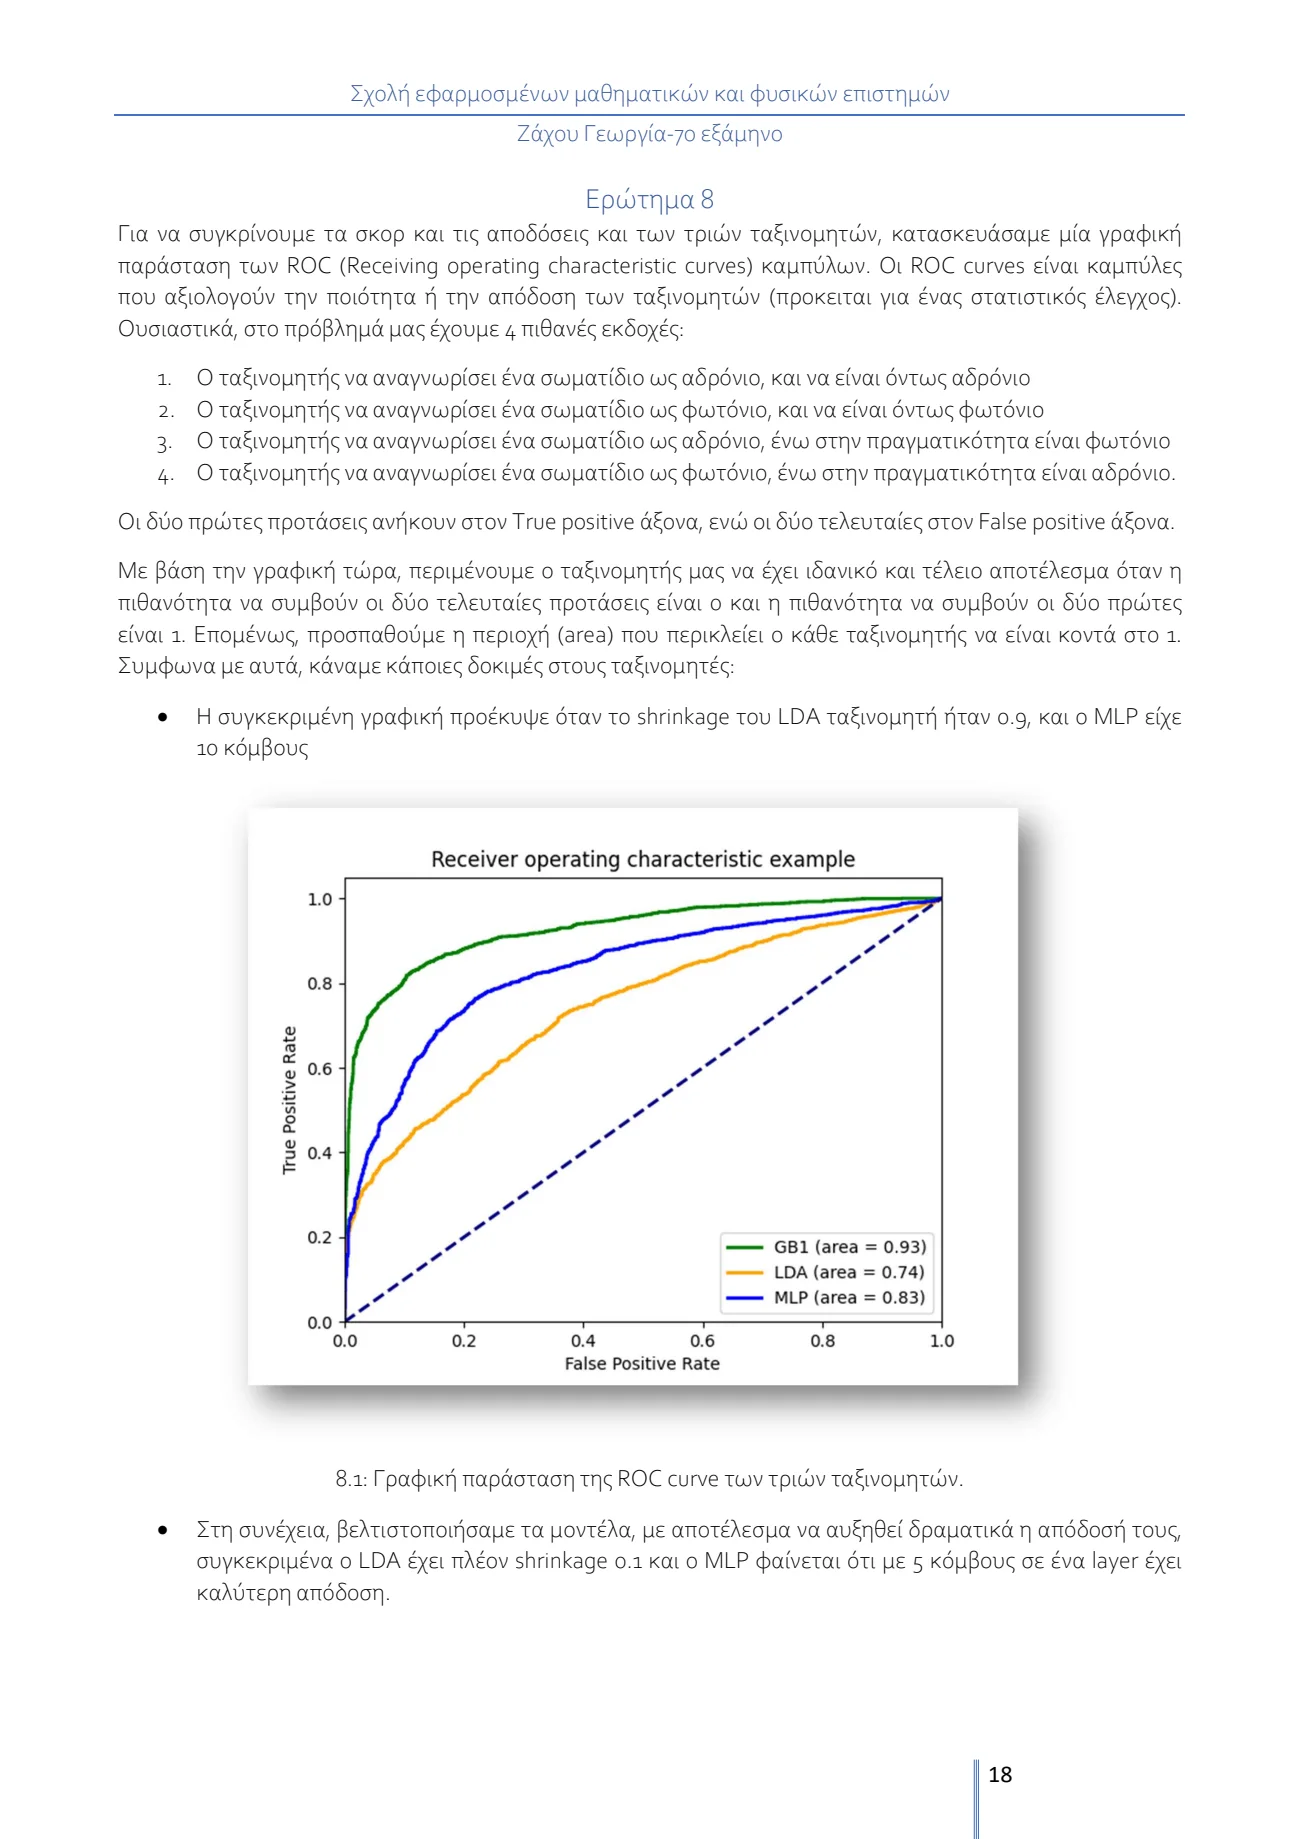 Σχολή εφαρμοσμένων μαθηματικών και φυσικών επιστημών
Ζάχου Γεωργία-7ο εξάμηνο
Ερώτημα 8
Για να συγκρίνουμε τα σκορ και τις αποδόσεις και των τριών ταξινομητών, κατασκευάσαμε μία γραφική
παράσταση των ROC (Receiving operating characteristic curves) καμπύλων. Οι ROC curves είναι καμπύλες
που αξιολογούν την ποιότητα ή την απόδοση των ταξινομητών (προκειται για ένας στατιστικός έλεγχος).
Ουσιαστικά, στο πρόβλημά μας έχουμε 4 πιθανές εκδοχές:
1. Ο ταξινομητής να αναγνωρίσει ένα σωματίδιο ως αδρόνιο, και να είναι όντως αδρόνιο
2. Ο ταξινομητής να αναγνωρίσει ένα σωματίδιο ως φωτόνιο, και να είναι όντως φωτόνιο
3. Ο ταξινομητής να αναγνωρίσει ένα σωματίδιο ως αδρόνιο, ένω στην πραγματικότητα είναι φωτόνιο
4. Ο ταξινομητής να αναγνωρίσει ένα σωματίδιο ως φωτόνιο, ένω στην πραγματικότητα είναι αδρόνιο.
Οι δύο πρώτες προτάσεις ανήκουν στον True positive άξονα, ενώ οι δύο τελευταίες στον False positive άξονα.
Με βάση την γραφική τώρα, περιμένουμε ο ταξινομητής μας να έχει ιδανικό και τέλειο αποτέλεσμα όταν η
πιθανότητα να συμβούν οι δύο τελευταίες προτάσεις είναι 0 και η πιθανότητα να συμβούν οι δύο πρώτες
είναι 1. Επομένως, προσπαθούμε η περιοχή (area) που περικλείει ο κάθε ταξινομητής να είναι κοντά στο 1.
Συμφωνα με αυτά, κάναμε κάποιες δοκιμές στους ταξινομητές:
• Η συγκεκριμένη γραφική προέκυψε όταν το shrinkage του LDA ταξινομητή ήταν 0.9, και ο MLP είχε
10 κόμβους
Receiver operating characteristic example
1.0
0.8
0.6
0.4
0.2
0.0
True Positive Rate
GB1 (area = 0.93)
LDA (area = 0.74)
MLP (area = 0.83)
0.0 0.2 0.4 0.6 0.8 1.0
False Positive Rate
8.1: Γραφική παράσταση της ROC curve των τριών ταξινομητών.
• Στη συνέχεια, βελτιστοποιήσαμε τα μοντέλα, με αποτέλεσμα να αυξηθεί δραματικά η απόδοσή τους,
συγκεκριμένα ο LDA έχει πλέον shrinkage 0.1 και ο MLP φαίνεται ότι με 5 κόμβους σε ένα layer έχει
καλύτερη απόδοση.
18